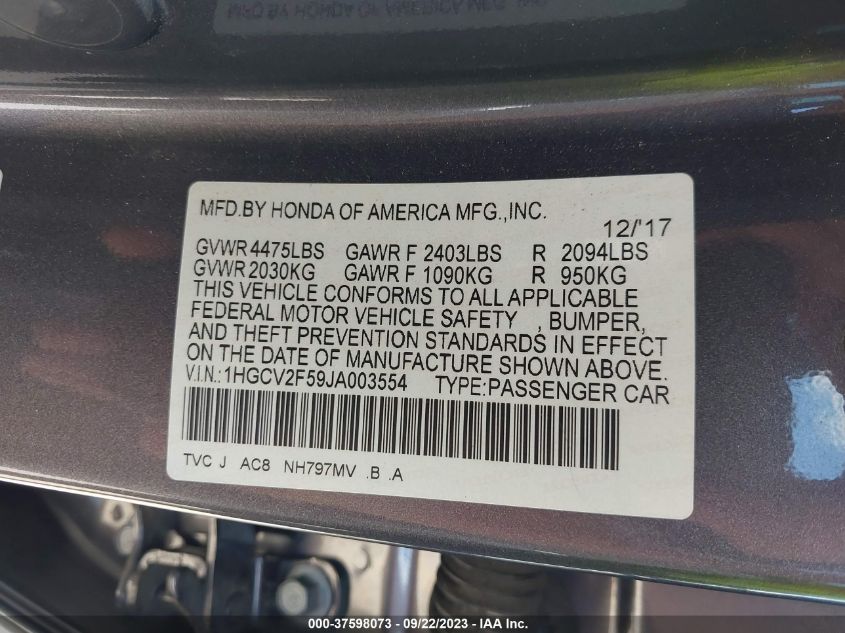 MFD.BY HONDA OF AMERICA MFG.,INC.
12/'17
GVWR 4475LBS GAWR F 2403LBS R 2094LBS
GVWR 2030KG GAWR F 1090KG R 950KG
THIS VEHICLE CONFORMS TO ALL APPLICABLE
FEDERAL MOTOR VEHICLE SAFETY , BUMPER,
AND THEFT PREVENTION STANDARDS IN EFFECT
ON THE DATE OF MANUFACTURE SHOWN ABOVE.
V.I.N.:1HGCV2F59JA003554 TYPE:PASSENGER CAR
TVC J AC8 NH797MV .B .A
000-37598073 - 09/22/2023 - IAA Inc.